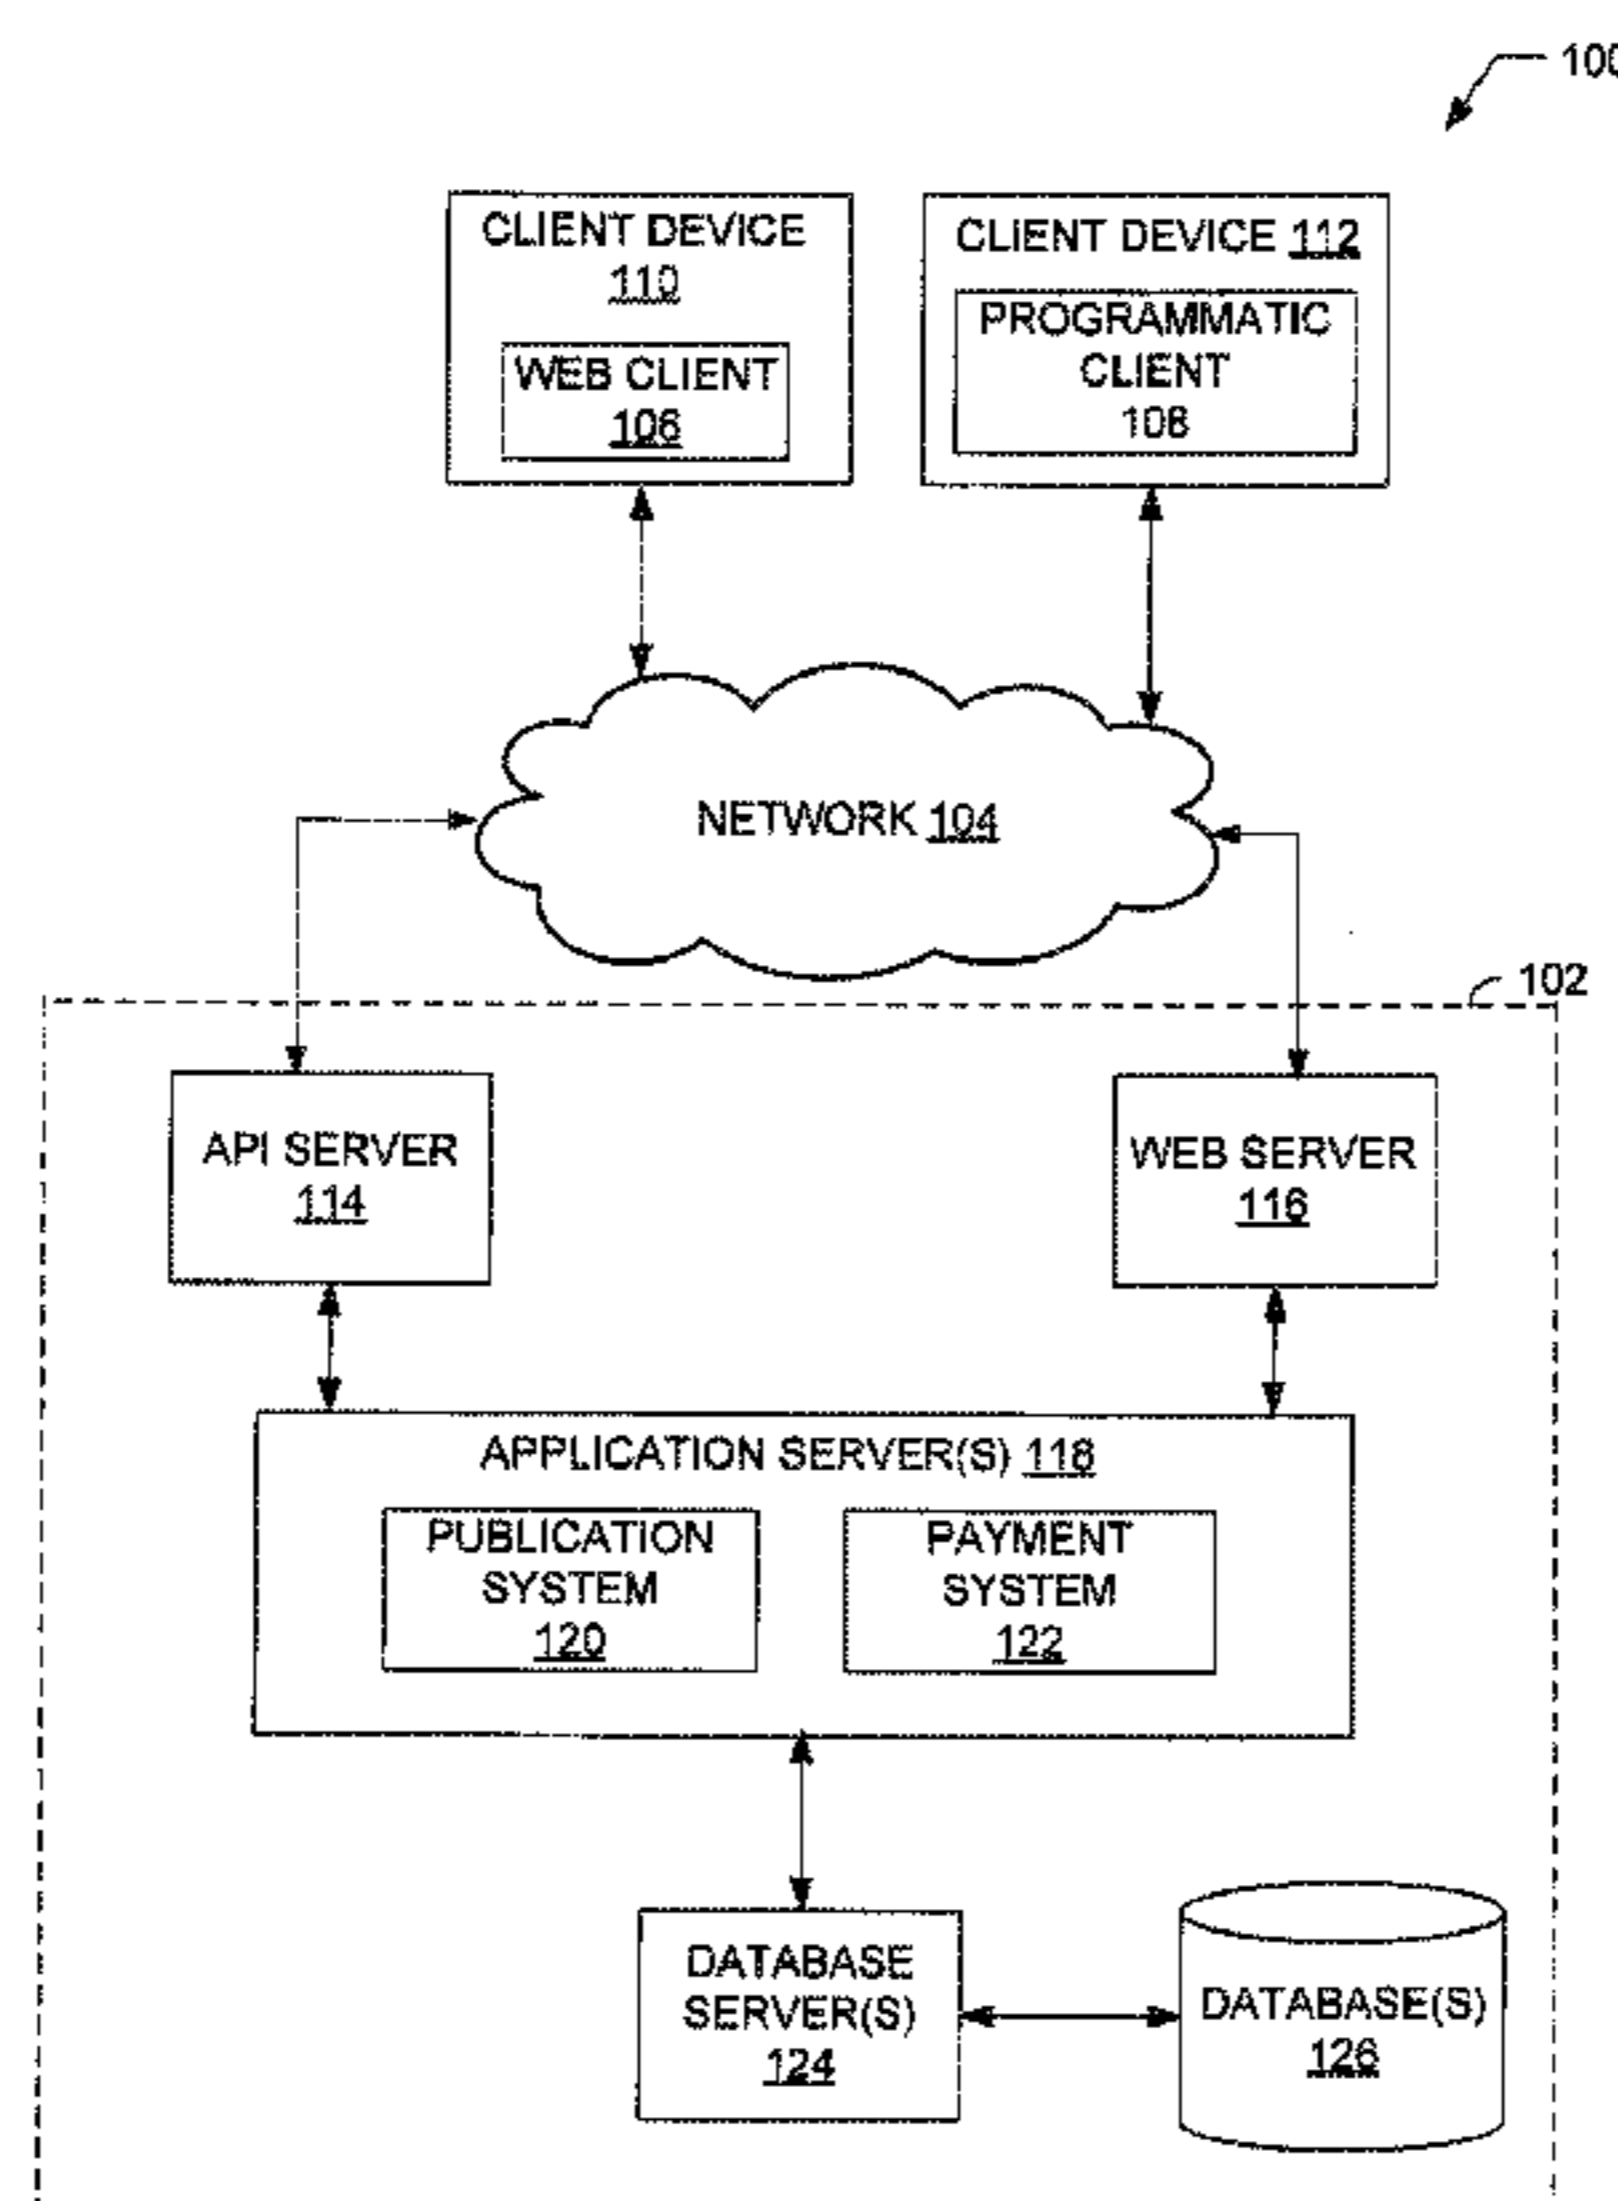 100
CLIENT DEVICE
110
WEB CLIENT
106
CLIENT DEVICE 112
PROGRAMMATIC
CLIENT
108
NETWORK 104
102
API SERVER
114
WEB SERVER
116
APPLICATION SERVER(S) 118
PUBLICATION
SYSTEM
120
PAYMENT
SYSTEM
122
DATABASE
SERVER(S)
124
DATABASE(S)
126